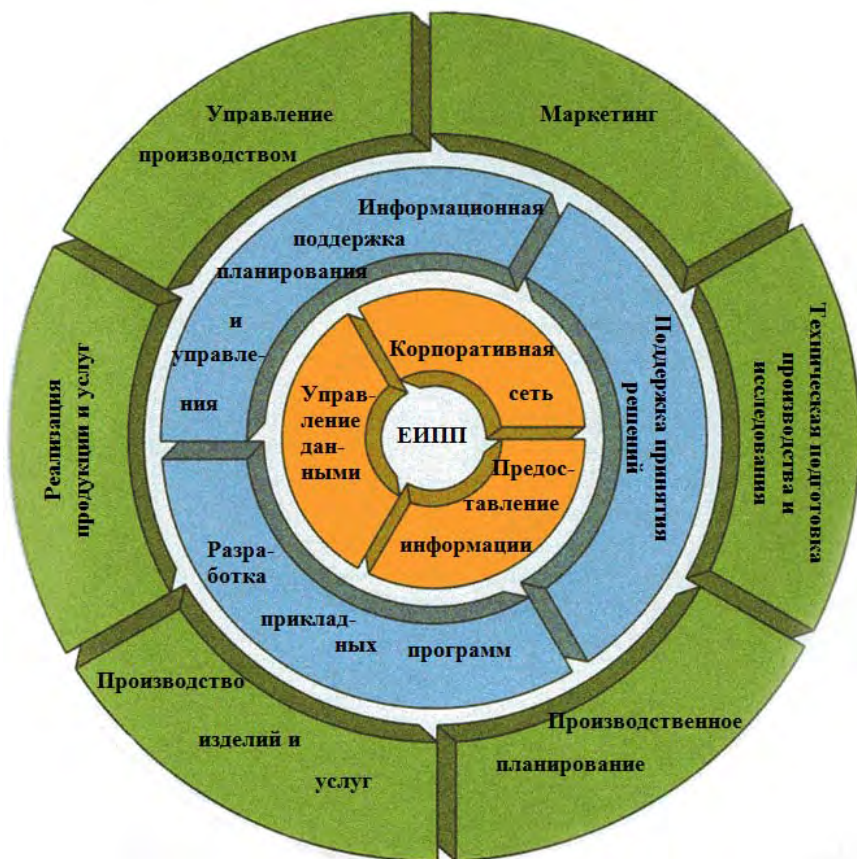 Управление
производством
Маркетинг
Техническая подготовка
производства и
исследования
Производственное
планирование
Производство
изделий и
услуг
Реализация
продукции и услуг
Информационная
поддержка
планирования
и
управле-
ния
Поддержка принятия
решений
Разра-
ботка
приклад-
ных
программ
Корпоративная
сеть
Предос-
тавление
информации
Управ-
ление
дан-
ными
ЕИПП